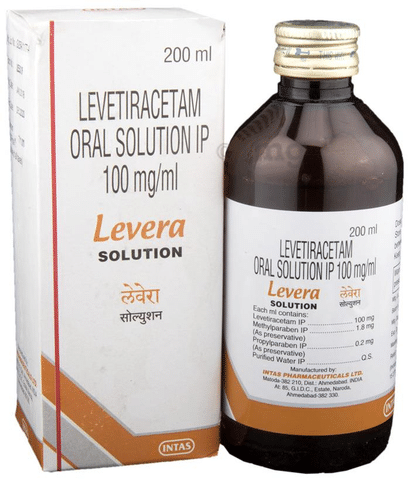 200 ml
LEVETIRACETAM
ORAL SOLUTION IP
100 mg/ml
Levera
SOLUTION
लेवेरा
सोल्युशन
INTAS
200 ml
LEVETIRACETAM
ORAL SOLUTION IP 100 mg/ml
Levera लेवेरा
SOLUTION सोल्युशन
Each ml contains:
Levetiracetam IP 100 mg
Methylparaben IP 1.8 mg
(As preservative)
Propylparaben IP 0.2 mg
(As preservative)
Purified Water IP Q.S.
Manufactured by:
INTAS PHARMACEUTICALS LTD.
Matoda-382 210, Dist.: Ahmedabad. INDIA
At: 85, G.I.D.C., Estate, Naroda,
Ahmedabad-382 330.
INTAS